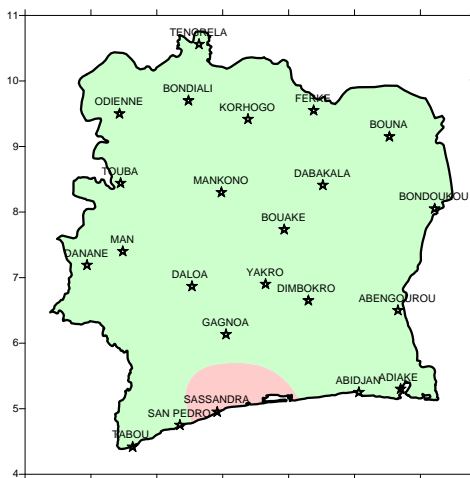 11
TENGRELA
10
BONDIALI
ODIENNE
FERKE
KORHOGO
BOUNA
9
TOUBA
DABAKALA
MANKONO
8
BONDOUKOU
BOUAKE
MAN
DANANE
7
DALOA
YAKRO
DIMBOKRO
ABENGOUROU
GAGNOA
6
ABIDJAN
ADIAKE
SASSANDRA
5
SAN PEDRO
TABOU
4